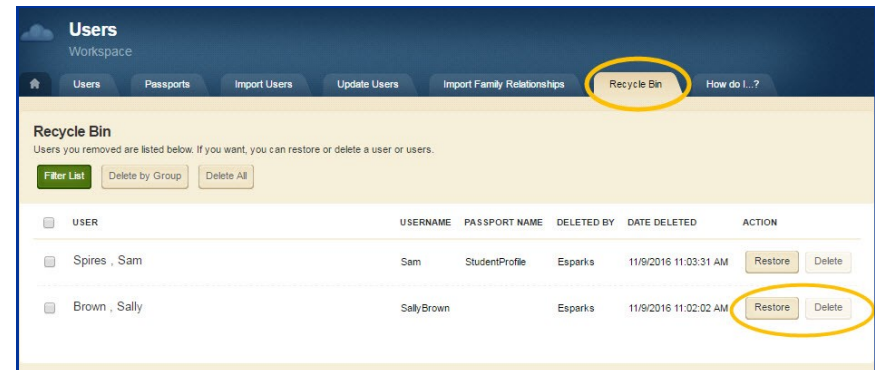 Users
Workspace
Users Passports Import Users Update Users Import Family Relationships Recycle Bin How do I...?
Recycle Bin
Users you removed are listed below. If you want, you can restore or delete a user or users.
Filter List Delete by Group Delete All
USER USERNAME PASSPORT NAME DELETED BY DATE DELETED ACTION
Spires , Sam Sam StudentProfile Esparks 11/9/2016 11:03:31 AM Restore Delete
Brown , Sally SallyBrown Esparks 11/9/2016 11:02:02 AM Restore Delete